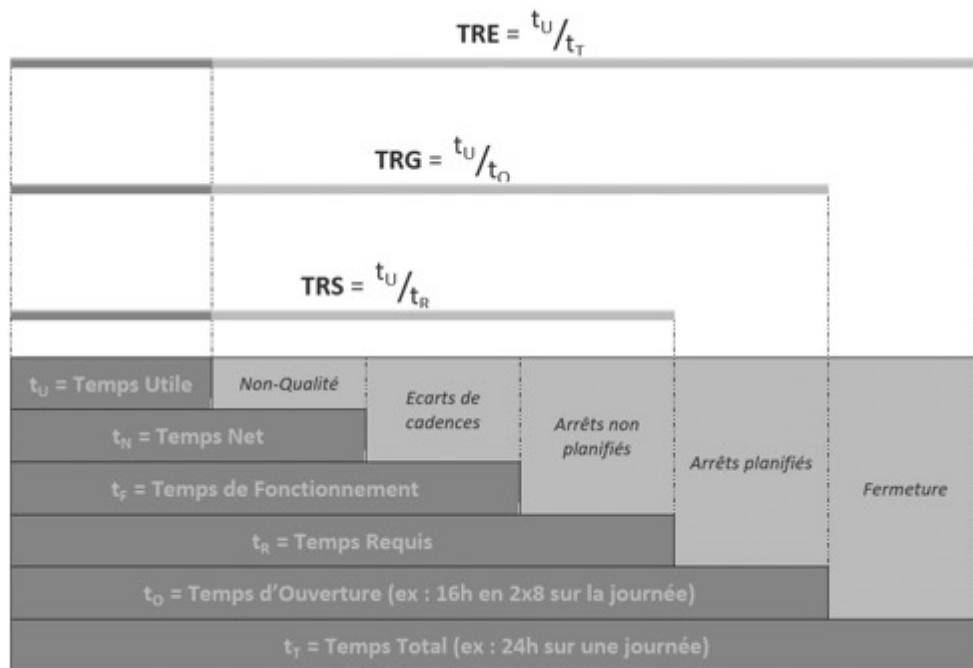 TRE = tU/tT
TRG = tU/tO
TRS = tU/tR
tU = Temps Utile
Non-Qualité
Ecarts de
cadences
Arrêts non
planifiés
Arrêts planifiés
Fermeture
tN = Temps Net
tF = Temps de Fonctionnement
tR = Temps Requis
tO = Temps d'Ouverture (ex : 16h en 2x8 sur la journée)
tT = Temps Total (ex : 24h sur une journée)